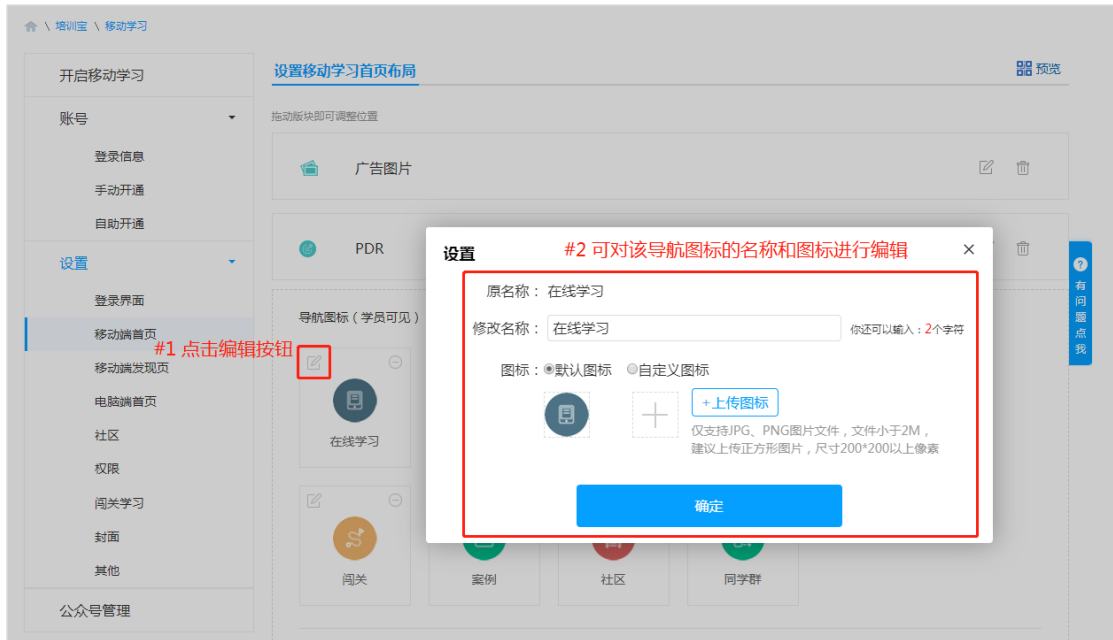 \ 培训宝 \ 移动学习
开启移动学习
设置移动学习首页布局
预览
账号
拖动版块即可调整位置
登录信息
广告图片
手动开通
自助开通
PDR
设置
#2 可对该导航图标的名称和图标进行编辑
×
设置
原名称： 在线学习
登录界面
导航图标（学员可见）
修改名称： 在线学习 你还可以输入：2个字符
移动端首页
#1 点击编辑按钮
移动端发现页
图标： 默认图标 自定义图标
+上传图标
电脑端首页
仅支持JPG、PNG图片文件，文件小于2M，
建议上传正方形图片，尺寸200*200以上像素
社区
在线学习
权限
闯关学习
确定
封面
其他
闯关
案例
社区
同学群
公众号管理
?
有
问
题
点
我